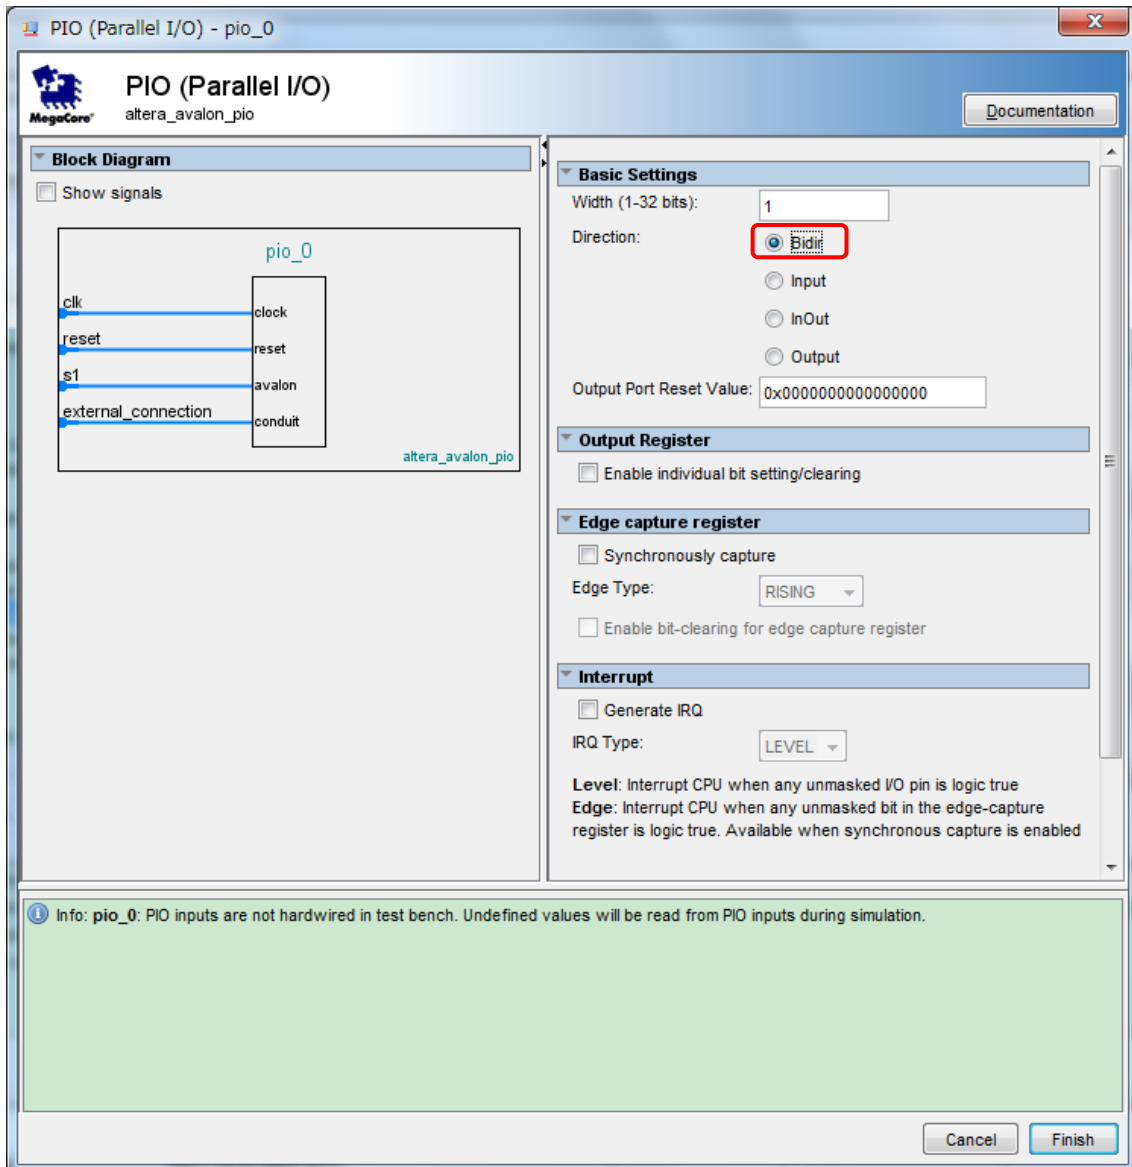 PIO (Parallel I/O) - pio_0
MegaCore®
PIO (Parallel I/O)
altera_avalon_pio
Documentation
Block Diagram
Show signals
pio_0
clk
clock
reset
reset
s1
avalon
external_connection
conduit
altera_avalon_pio
Basic Settings
Width (1-32 bits): 1
Direction: Bidir
Input
InOut
Output
Output Port Reset Value: 0x0000000000000000
Output Register
Enable individual bit setting/clearing
Edge capture register
Synchronously capture
Edge Type: RISING
Enable bit-clearing for edge capture register
Interrupt
Generate IRQ
IRQ Type: LEVEL
Level: Interrupt CPU when any unmasked I/O pin is logic true
Edge: Interrupt CPU when any unmasked bit in the edge-capture
register is logic true. Available when synchronous capture is enabled
Info: pio_0: PIO inputs are not hardwired in test bench. Undefined values will be read from PIO inputs during simulation.
Cancel Finish